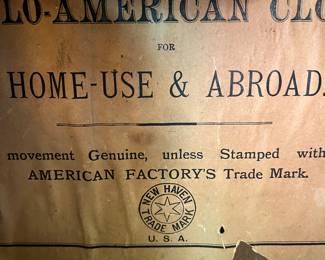 LO-AMERICAN CLO
FOR
HOME-USE & ABROAD.
movement Genuine, unless Stamped with
AMERICAN FACTORY'S Trade Mark.
NEW HAVEN
TRADE MARK
U. S. A.